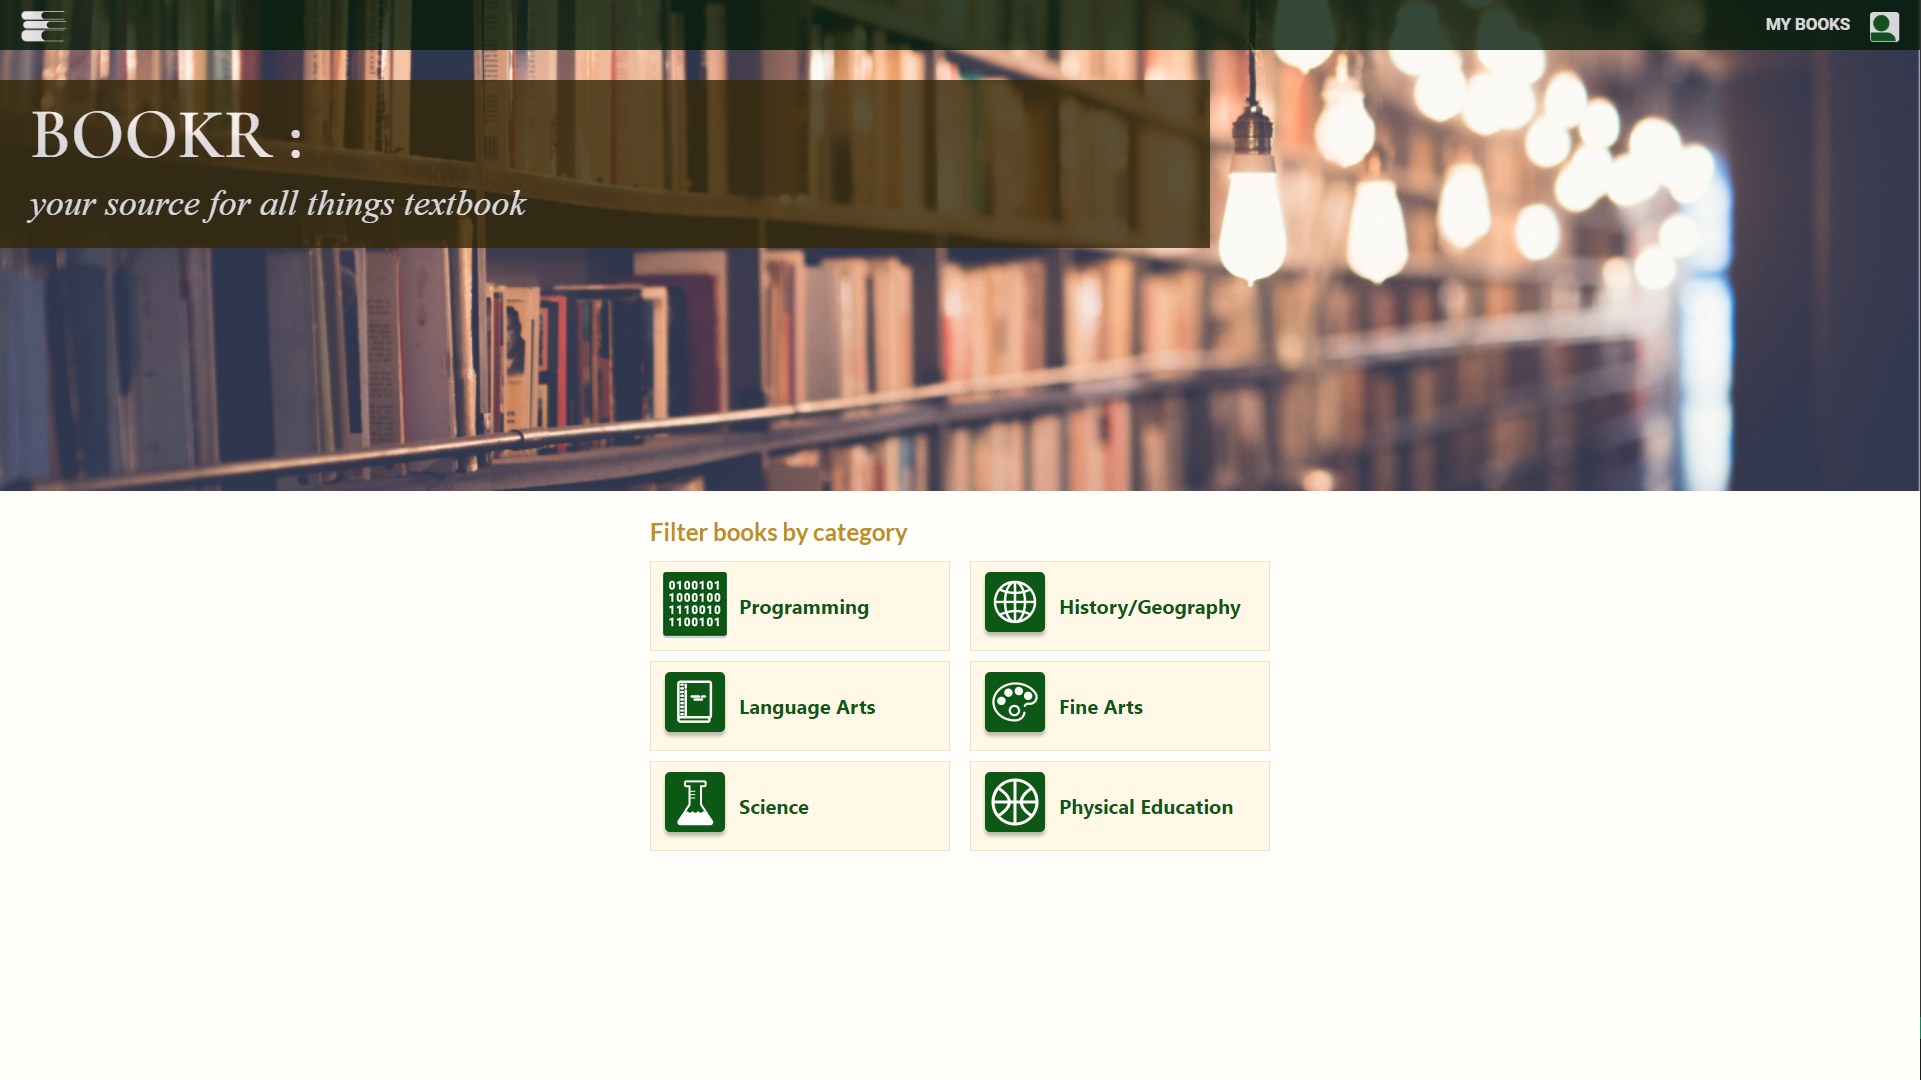 MY BOOKS
BOOKR :
your source for all things textbook
Filter books by category
0100101
1000100
1110010
1100101
Programming
History/Geography
Language Arts
Fine Arts
Science
Physical Education